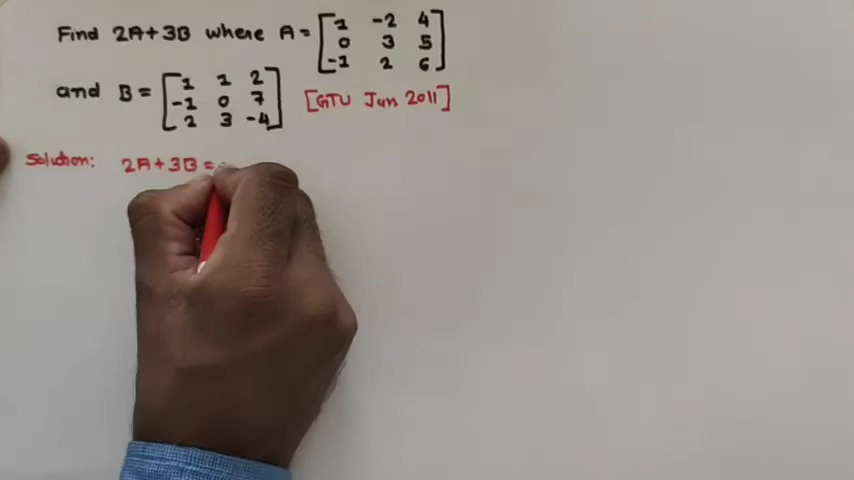 Find 2A+3B where A = [1 -2 4
0 3 5
-1 2 6]
and B = [1 1 2
-1 0 7
2 3 -4] [GTU Jun 2011]
Solution: 2A+3B =